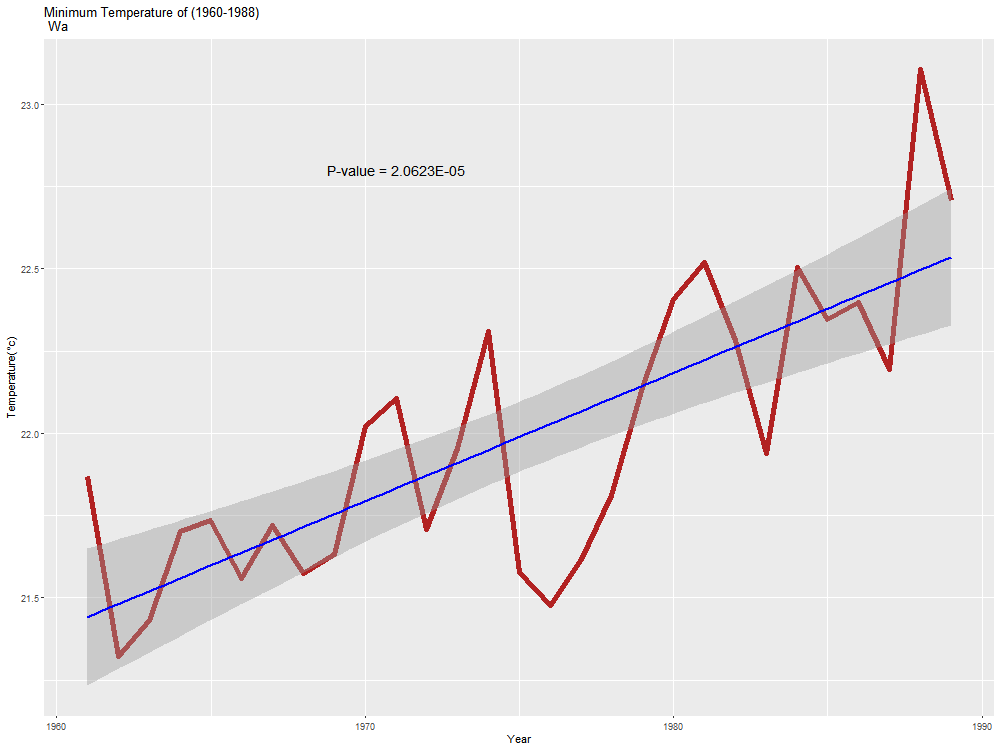 Minimum Temperature of (1960-1988)
Wa
P-value = 2.0623E-05
Temperature(°c)
23.0
22.5
22.0
21.5
1960
1970
1980
1990
Year